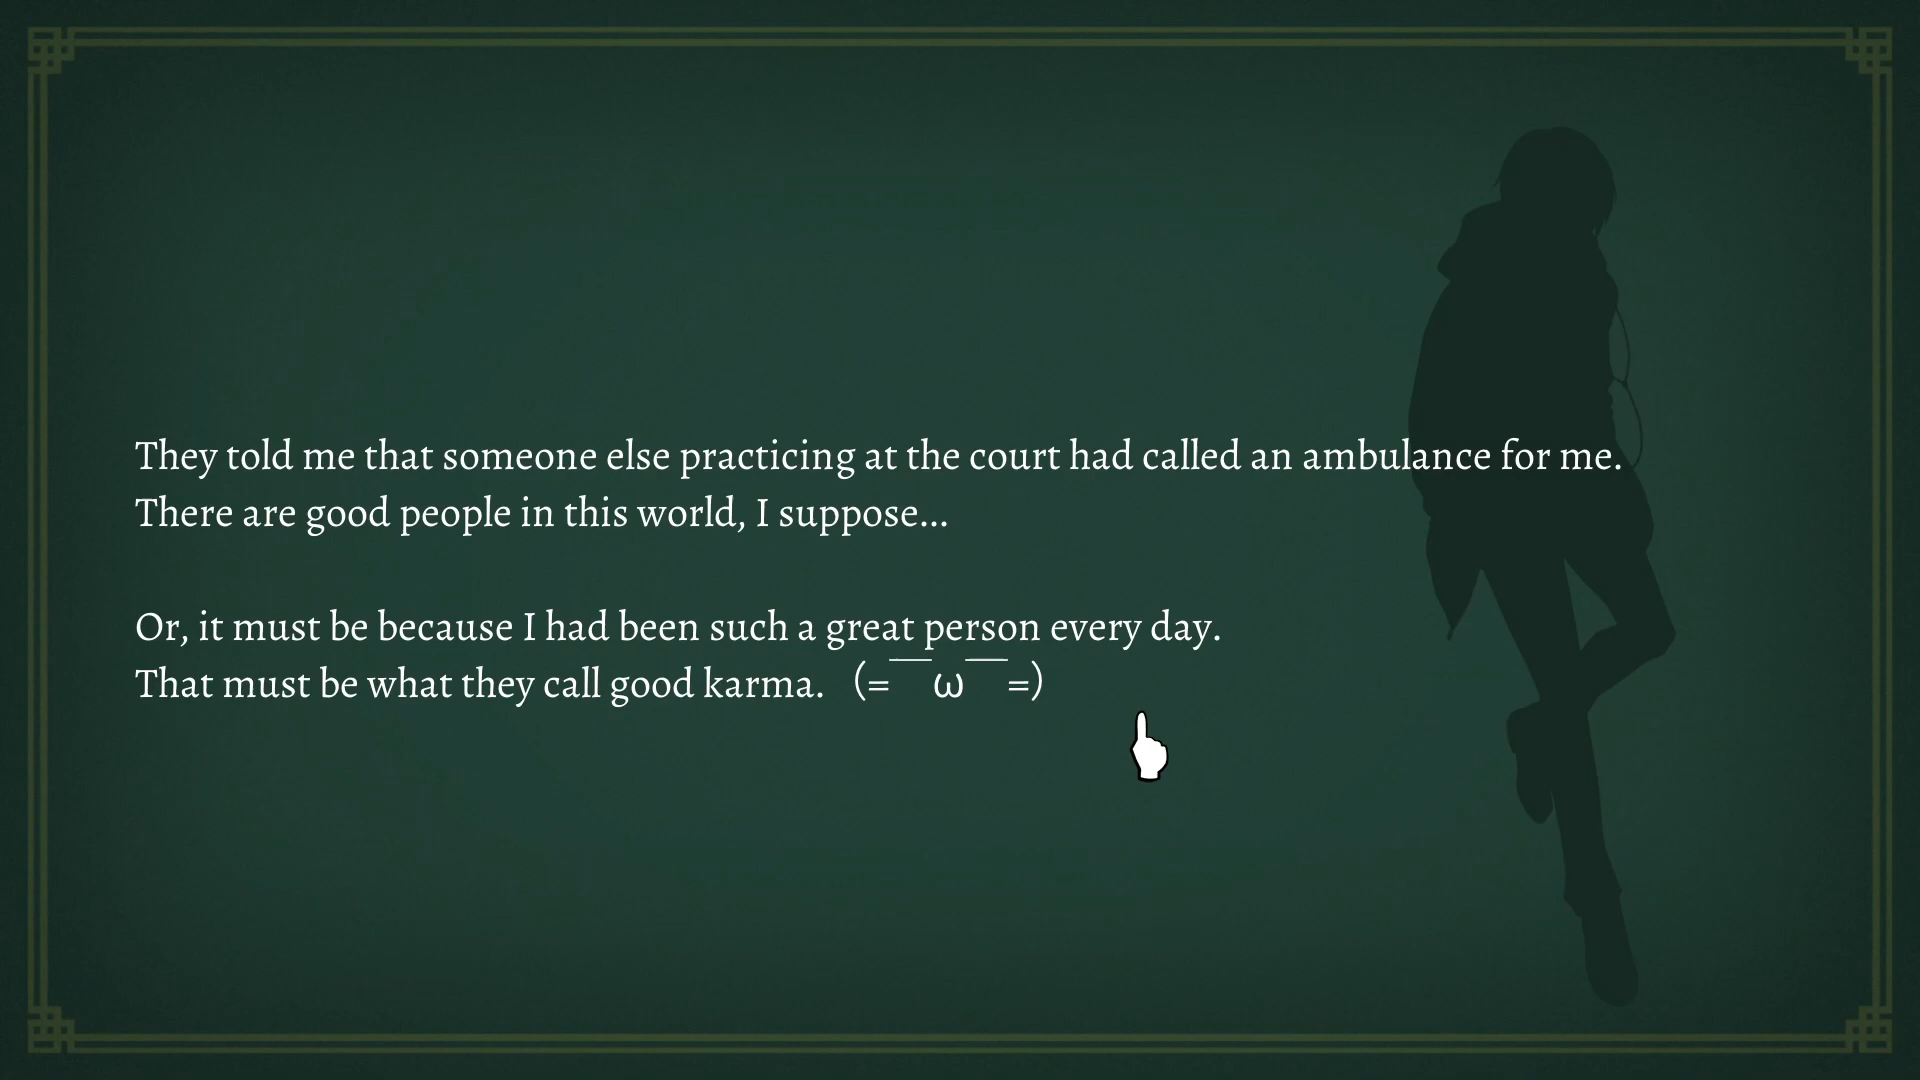 They told me that someone else practicing at the court had called an ambulance for me.
There are good people in this world, I suppose...
Or, it must be because I had been such a great person every day.
That must be what they call good karma. (=￣ω￣=)